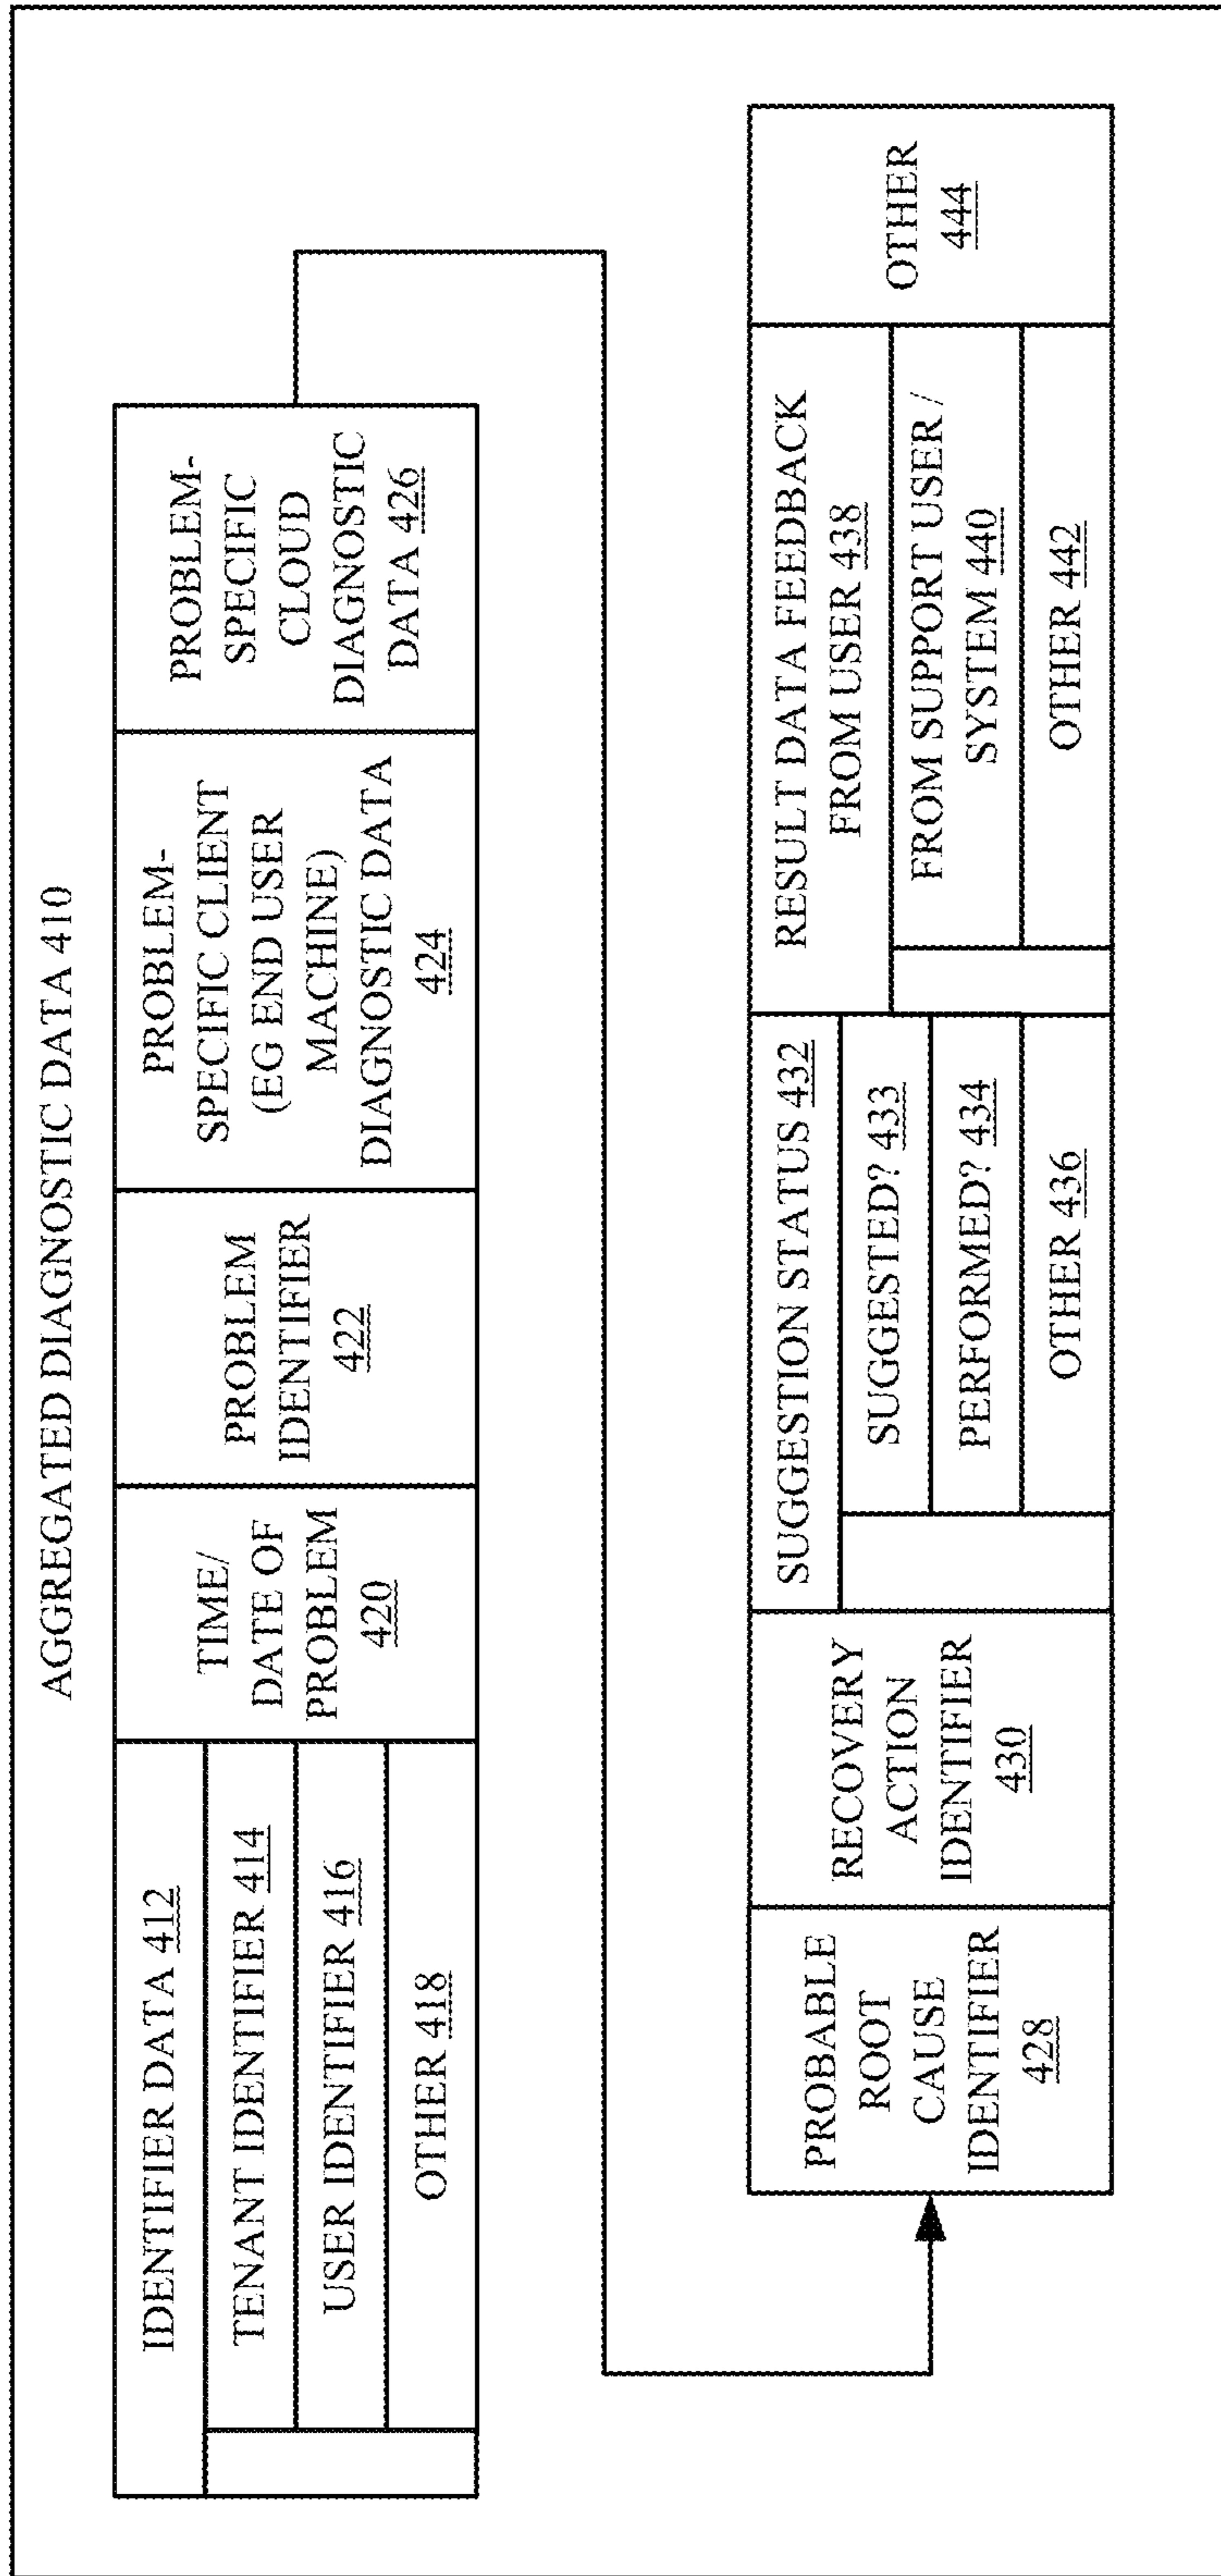 AGGREGATED DIAGNOSTIC DATA 410
IDENTIFIER DATA 412
TENANT IDENTIFIER 414
USER IDENTIFIER 416
OTHER 418
TIME/
DATE OF
PROBLEM
420
PROBLEM
IDENTIFIER
422
PROBLEM-
SPECIFIC CLIENT
(EG END USER
MACHINE)
DIAGNOSTIC DATA
424
PROBLEM-
SPECIFIC
CLOUD
DIAGNOSTIC
DATA 426
PROBABLE
ROOT
CAUSE
IDENTIFIER
428
RECOVERY
ACTION
IDENTIFIER
430
SUGGESTION STATUS 432
SUGGESTED? 433
PERFORMED? 434
OTHER 436
RESULT DATA FEEDBACK
FROM USER 438
FROM SUPPORT USER /
SYSTEM 440
OTHER 442
OTHER
444